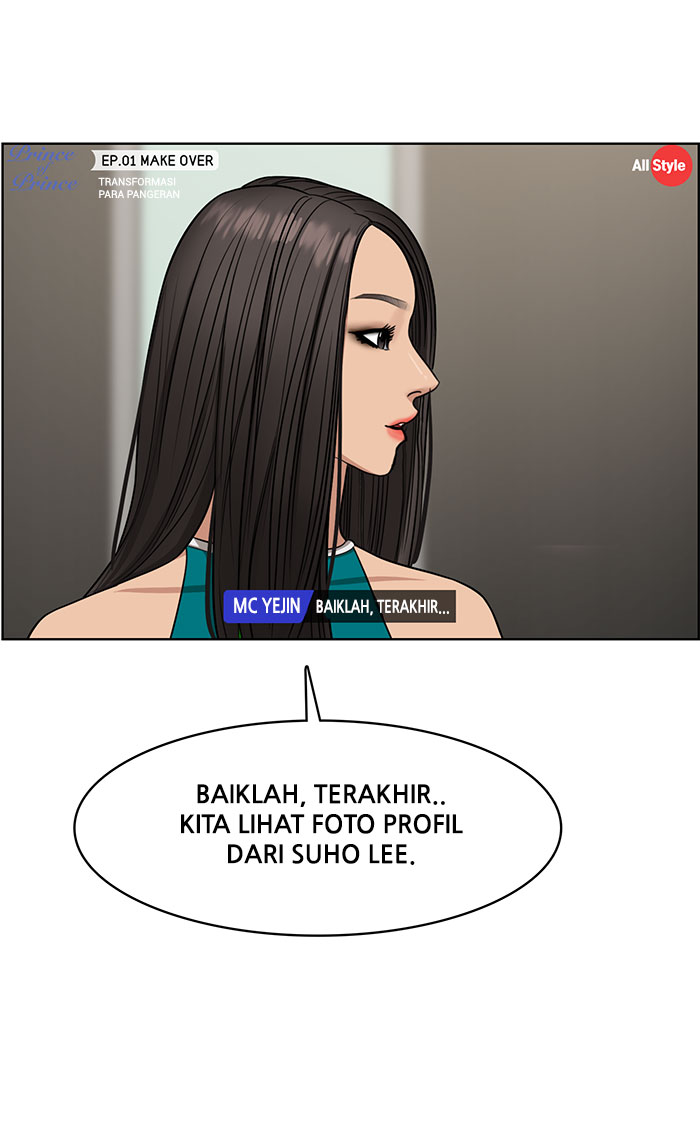 Prince
of
Prince
EP.01 MAKE OVER
TRANSFORMASI
PARA PANGERAN
All Style
MC YEJIN BAIKLAH, TERAKHIR...
BAIKLAH, TERAKHIR..
KITA LIHAT FOTO PROFIL
DARI SUHO LEE.